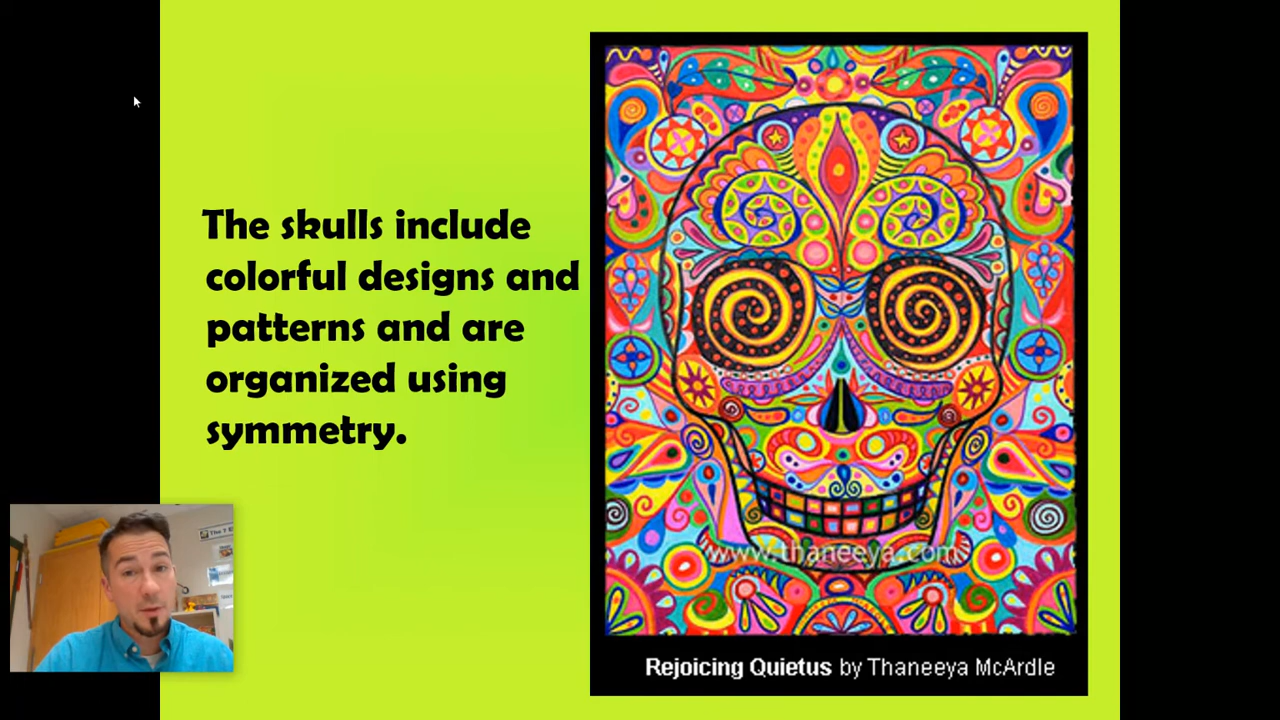 The skulls include
colorful designs and
patterns and are
organized using
symmetry.
www.thaneeya.com
Rejoicing Quietus by Thaneeya McArdle